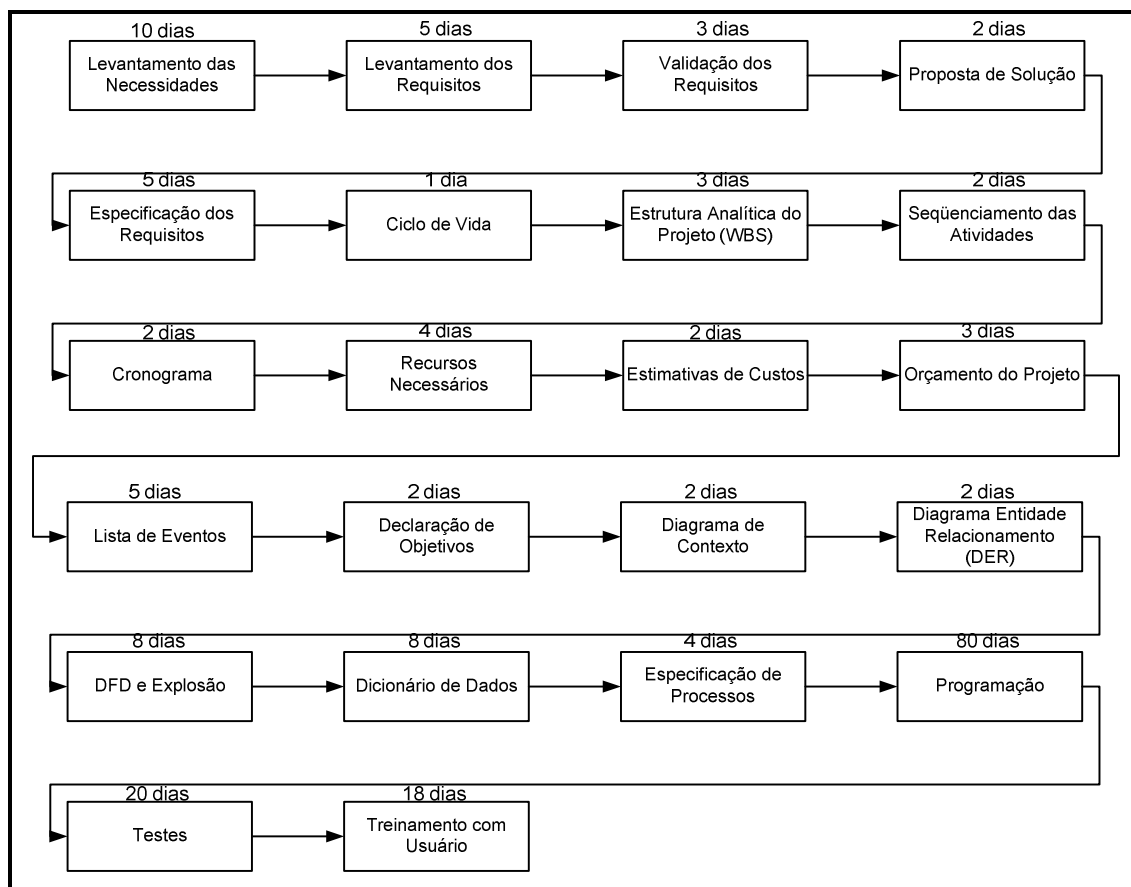 10 dias
5 dias
3 dias
2 dias
Levantamento das
Necessidades
Levantamento dos
Requisitos
Validação dos
Requisitos
Proposta de Solução
5 dias
1 dia
3 dias
2 dias
Especificação dos
Requisitos
Ciclo de Vida
Estrutura Analítica do
Projeto (WBS)
Seqüenciamento das
Atividades
2 dias
4 dias
2 dias
3 dias
Cronograma
Recursos
Necessários
Estimativas de Custos
Orçamento do Projeto
5 dias
2 dias
2 dias
2 dias
Lista de Eventos
Declaração de
Objetivos
Diagrama de
Contexto
Diagrama Entidade
Relacionamento
(DER)
8 dias
8 dias
4 dias
80 dias
DFD e Explosão
Dicionário de Dados
Especificação de
Processos
Programação
20 dias
18 dias
Testes
Treinamento com
Usuário